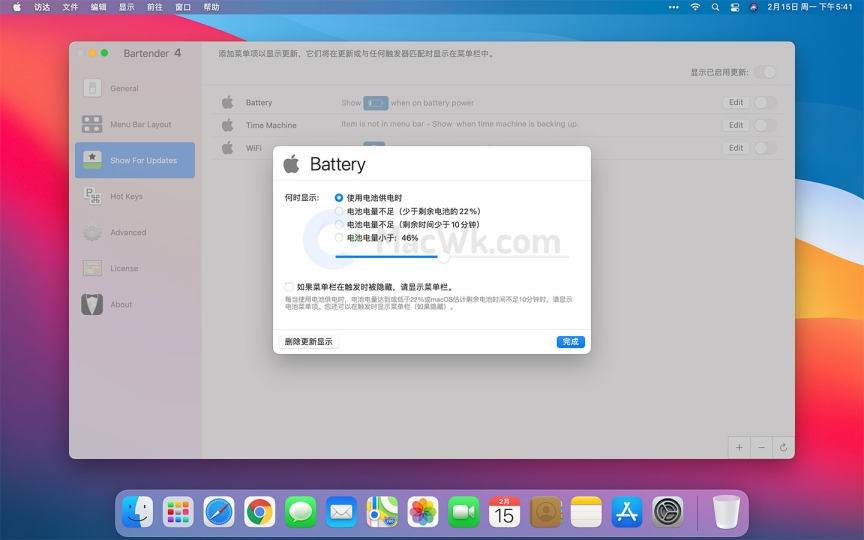 访达 文件 编辑 显示 前往 窗口 帮助 2月15日 周一 下午5:41
Bartender 4
添加菜单项以显示更新，它们将在更新或与任何触发器匹配时显示在菜单栏中。
显示已启用更新:
General
Menu Bar Layout
Show For Updates
Hot Keys
Advanced
License
About
Battery Show when on battery power Edit
Time Machine Item is not in menu bar - Show when time machine is backing up. Edit
WiFi Edit
Battery
何时显示: 使用电池供电时
电池电量不足（少于剩余电池的22%）
电池电量不足（剩余时间少于10分钟）
电池电量小于: 46%
MacWk.com
如果菜单栏在触发时被隐藏，请显示菜单栏。
每当使用电池供电时，电池电量达到或低于22%或macOS估计剩余电池时间不足10分钟时，请显示
电池菜单项。您还可以在触发时显示菜单栏（如果隐藏）。
删除更新显示 完成
2月
15